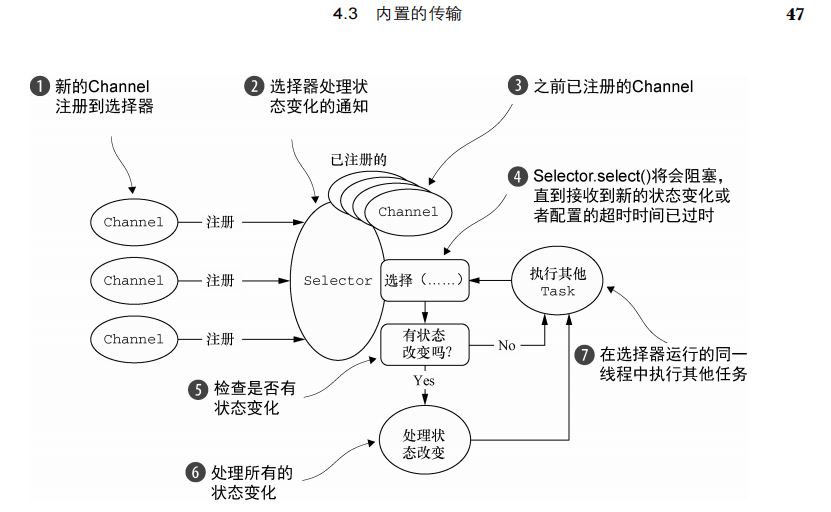 4.3 内置的传输
47
1 新的Channel
注册到选择器
2 选择器处理状
态变化的通知
3 之前已注册的Channel
已注册的
Channel
4 Selector.select()将会阻塞，
直到接收到新的状态变化或
者配置的超时时间已过时
Channel
注册
Channel
注册
Selector
选择（……）
执行其他
Task
Channel
注册
有状态
改变吗?
No
7 在选择器运行的同一
线程中执行其他任务
Yes
5 检查是否有
状态变化
处理状
态改变
6 处理所有的
状态变化